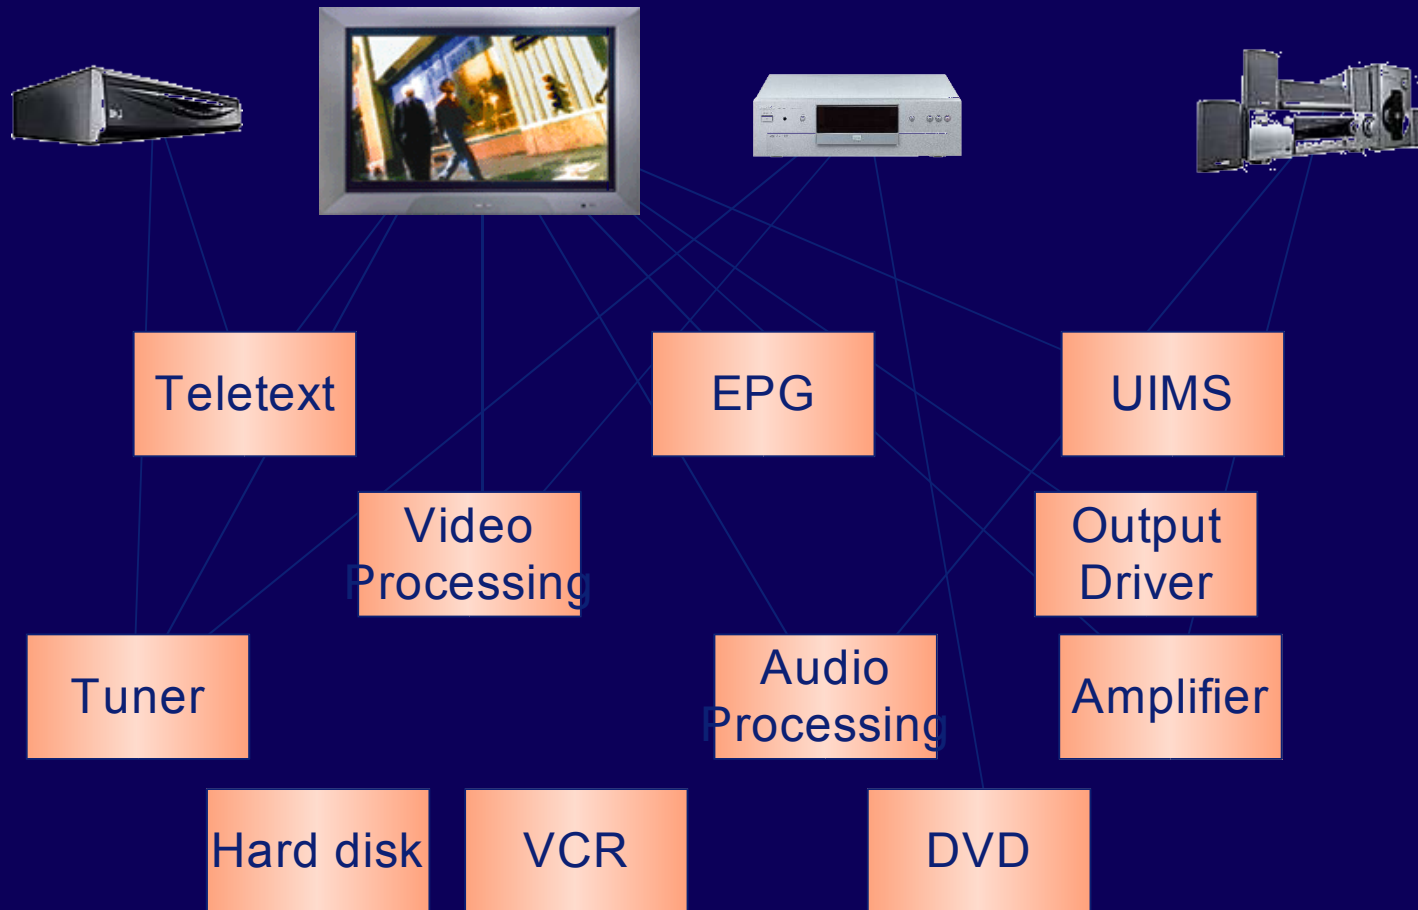 Teletext
EPG
UIMS
Video
Processing
Output
Driver
Tuner
Audio
Processing
Amplifier
Hard disk
VCR
DVD